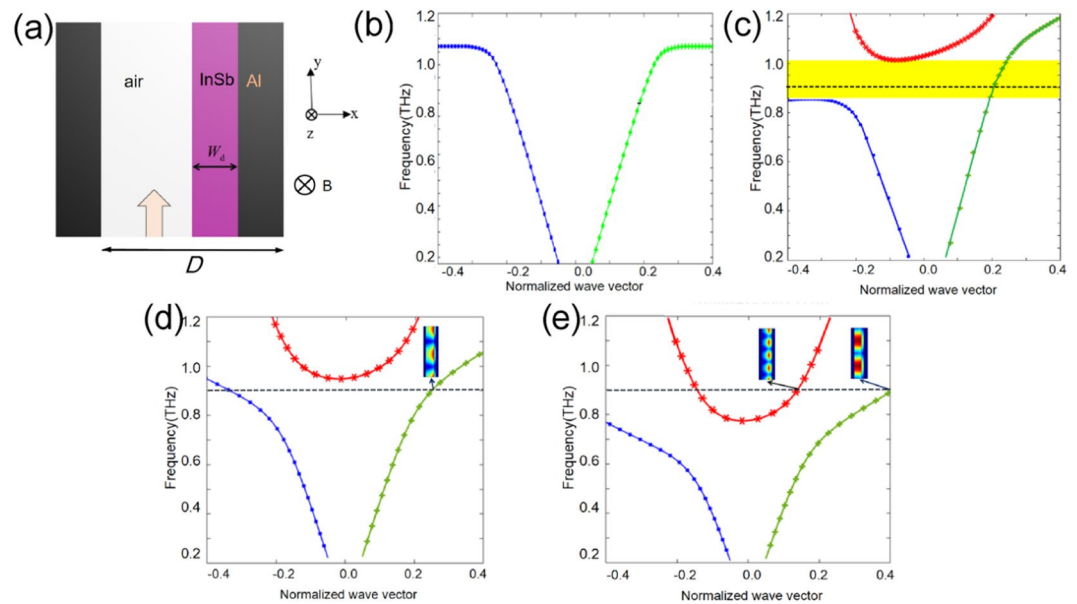 (a)
air
InSb
Al
W_d
D
y
x
z
B
(b)
Frequency(THz)
1.2
1.0
0.8
0.6
0.4
0.2
-0.4 -0.2 0.0 0.2 0.4
Normalized wave vector
(c)
Frequency(THz)
1.2
1.0
0.8
0.6
0.4
0.2
-0.4 -0.2 0.0 0.2 0.4
Normalized wave vector
(d)
Frequency(THz)
1.2
1.0
0.8
0.6
0.4
0.2
-0.4 -0.2 0.0 0.2 0.4
Normalized wave vector
(e)
Frequency(THz)
1.2
1.0
0.8
0.6
0.4
0.2
-0.4 -0.2 0.0 0.2 0.4
Normalized wave vector